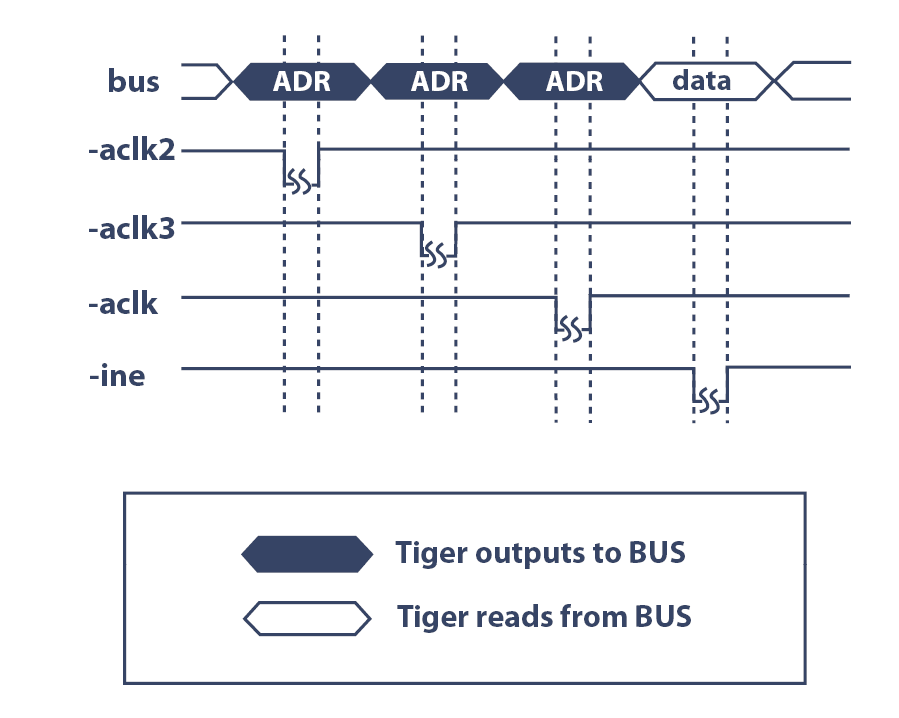 bus ADR ADR ADR data
-aclk2
-aclk3
-aclk
-ine
Tiger outputs to BUS
Tiger reads from BUS